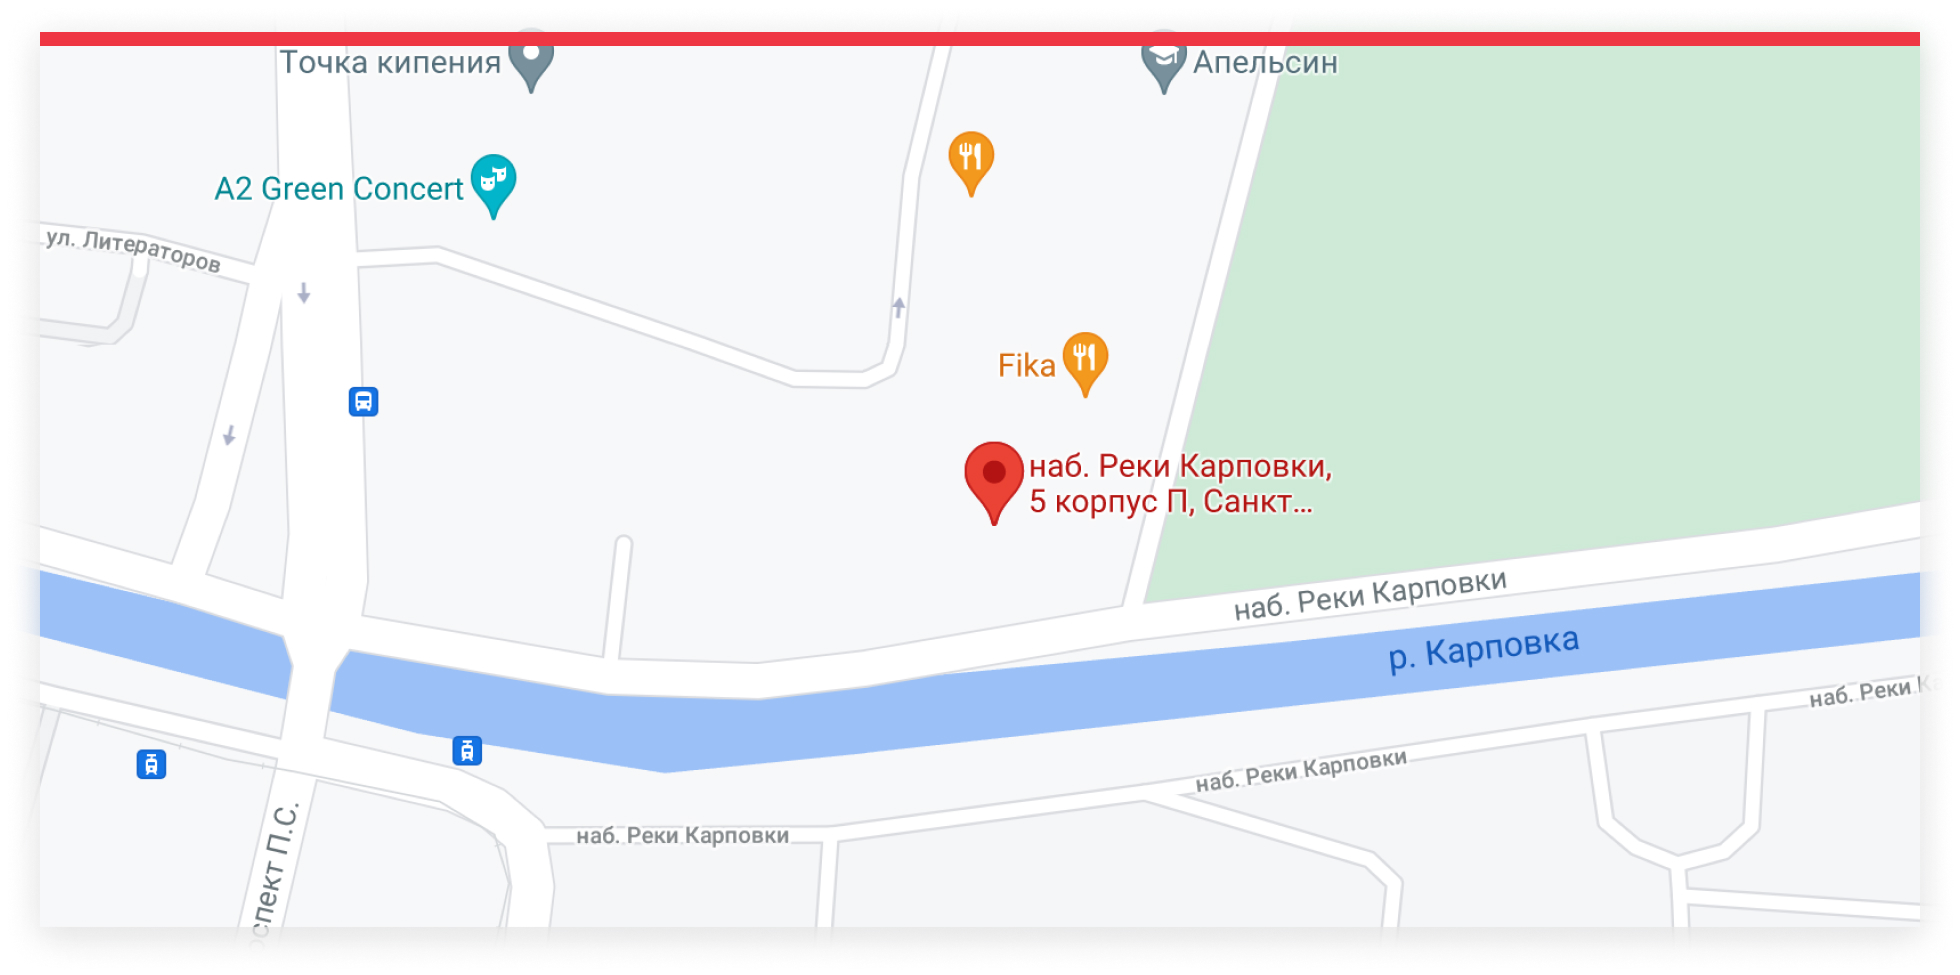 Точка кипения
Апельсин
A2 Green Concert
ул. Литераторов
Fika
наб. Реки Карповки,
5 корпус П, Санкт...
наб. Реки Карповки
р. Карповка
наб. Реки
наб. Реки Карповки
наб. Реки Карповки
П.С.